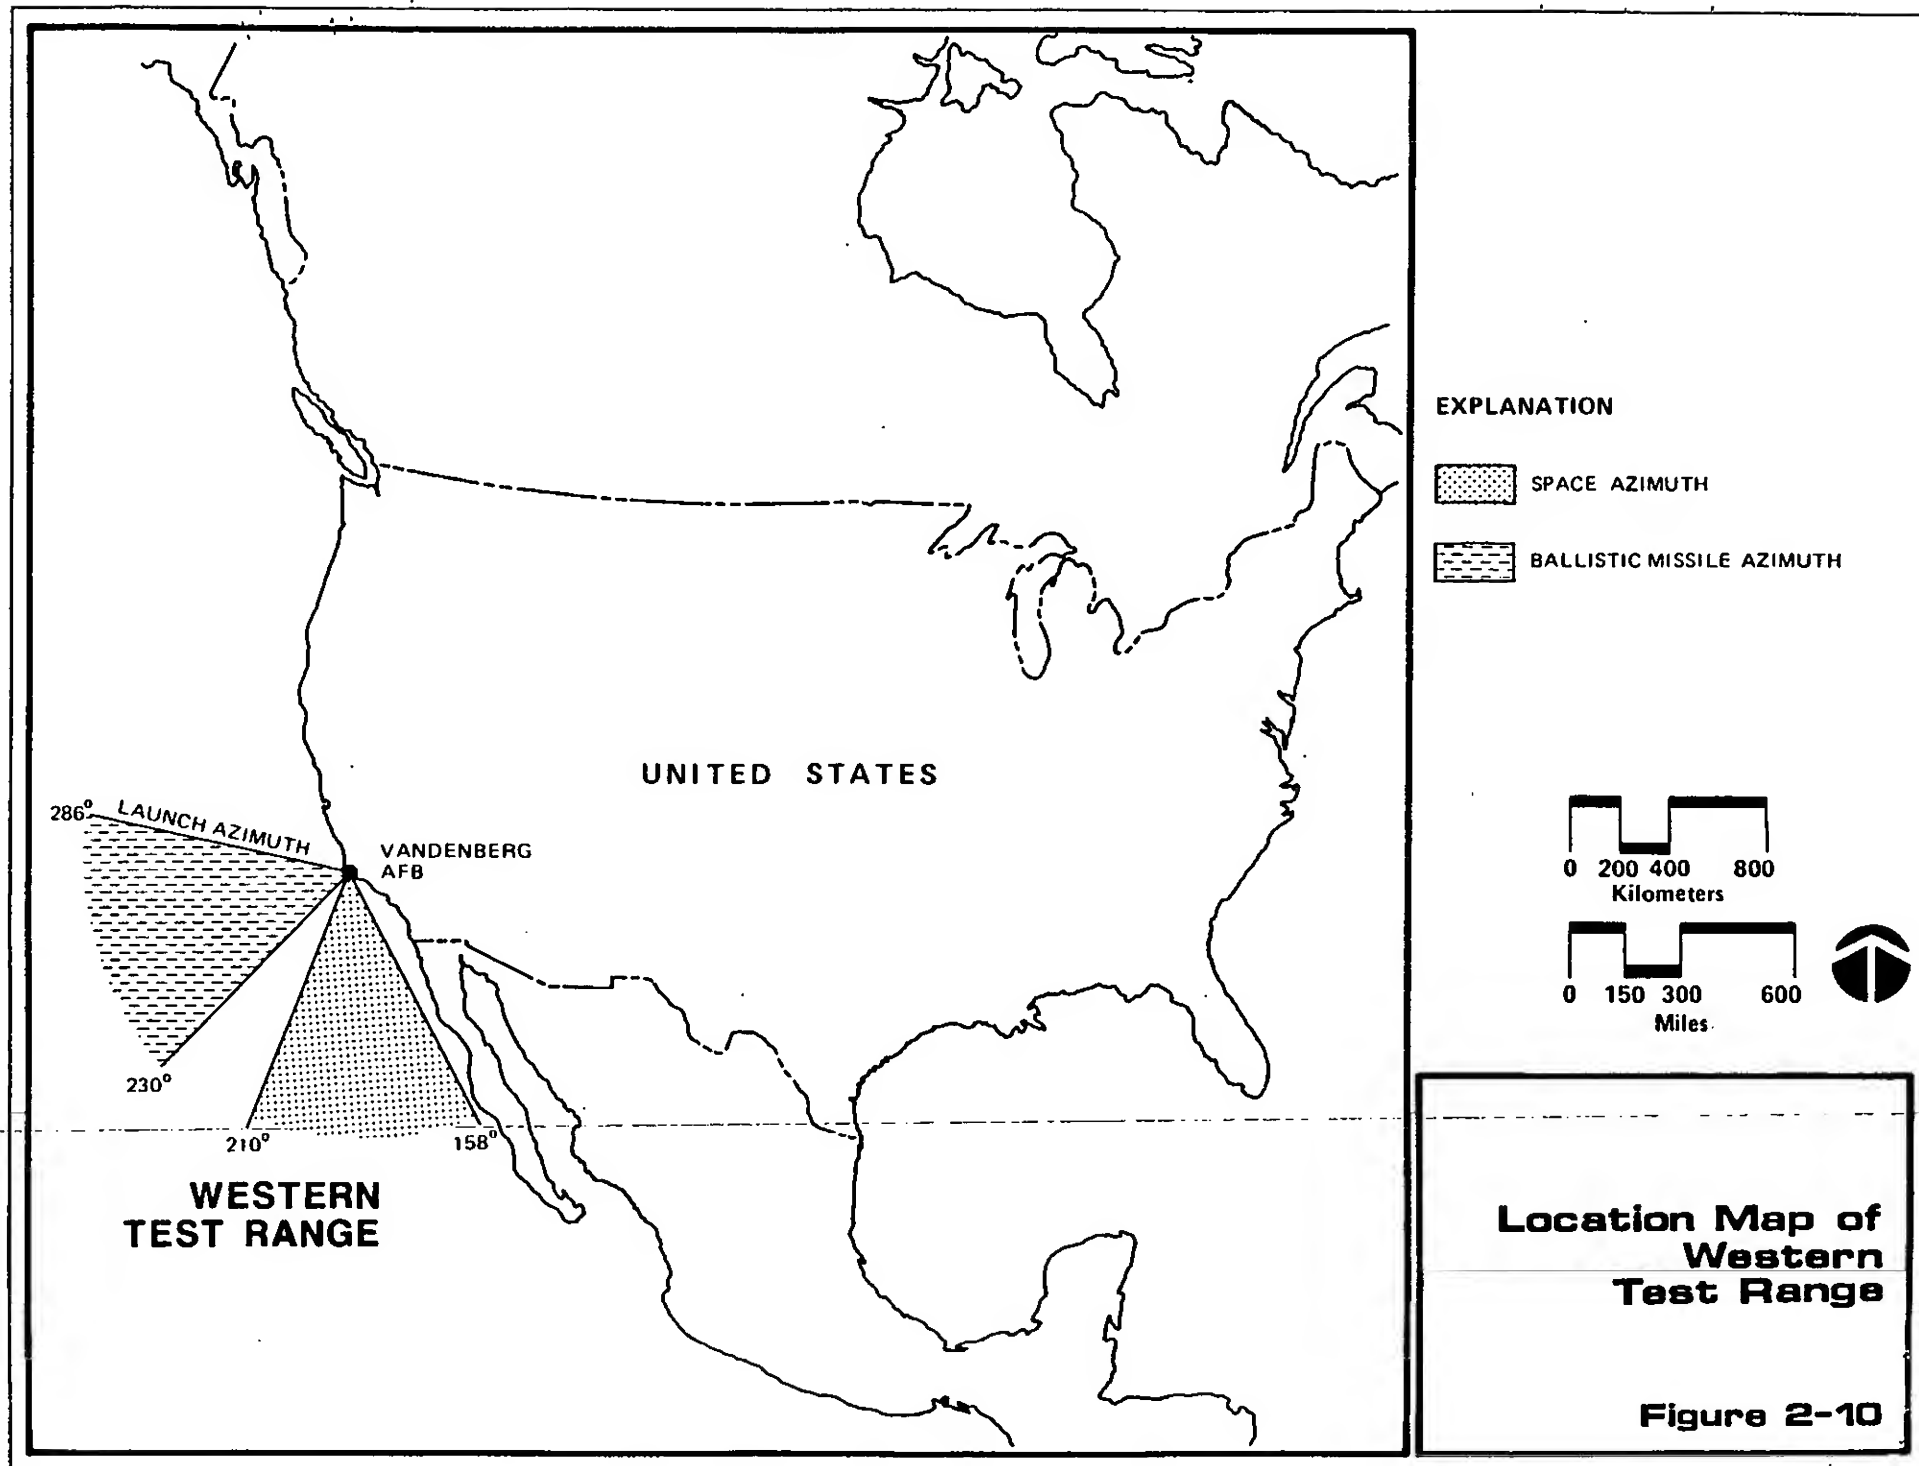 286°
LAUNCH AZIMUTH
VANDENBERG
AFB
230°
210°
158°
WESTERN
TEST RANGE
UNITED STATES
EXPLANATION
SPACE AZIMUTH
BALLISTIC MISSILE AZIMUTH
0 200 400 800
Kilometers
0 150 300 600
Miles
Location Map of
Western
Test Range
Figure 2-10